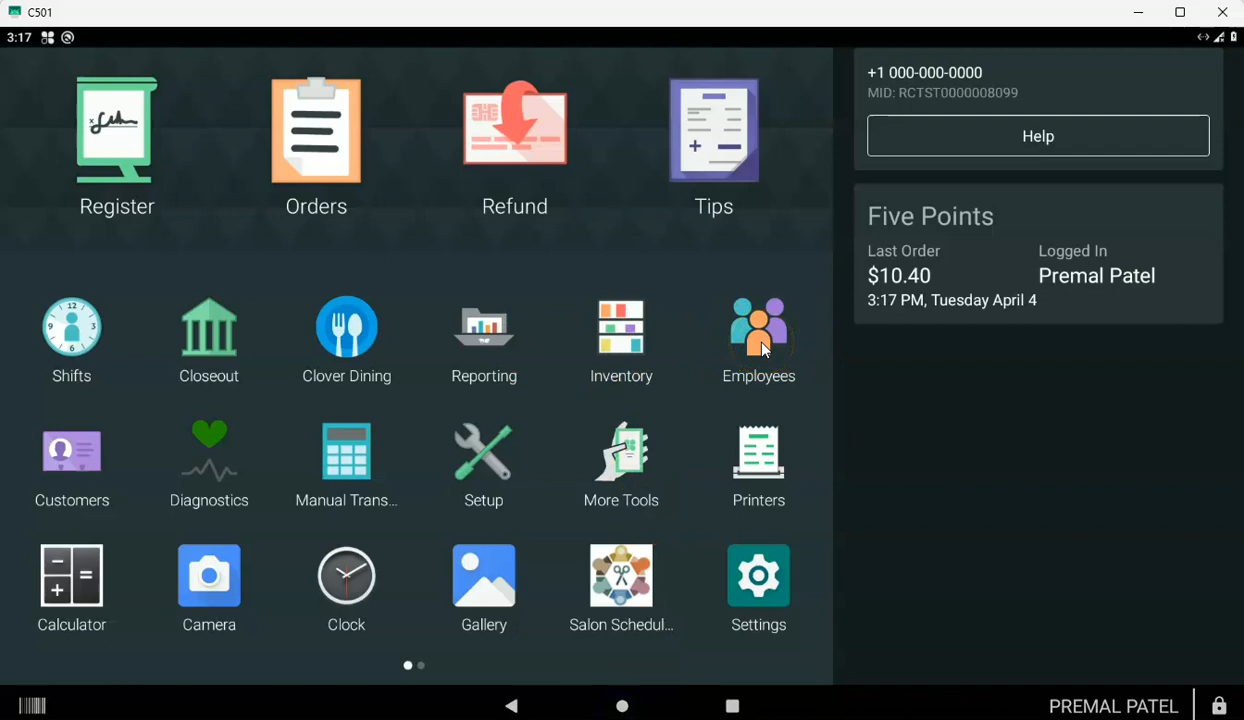 C501
3:17
Register
Orders
Refund
Tips
+1 000-000-0000
MID: RCTST0000008099
Help
Five Points
Last Order
Logged In
$10.40
Premal Patel
3:17 PM, Tuesday April 4
Shifts
Closeout
Clover Dining
Reporting
Inventory
Employees
Customers
Diagnostics
Manual Trans...
Setup
More Tools
Printers
Calculator
Camera
Clock
Gallery
Salon Schedul...
Settings
PREMAL PATEL